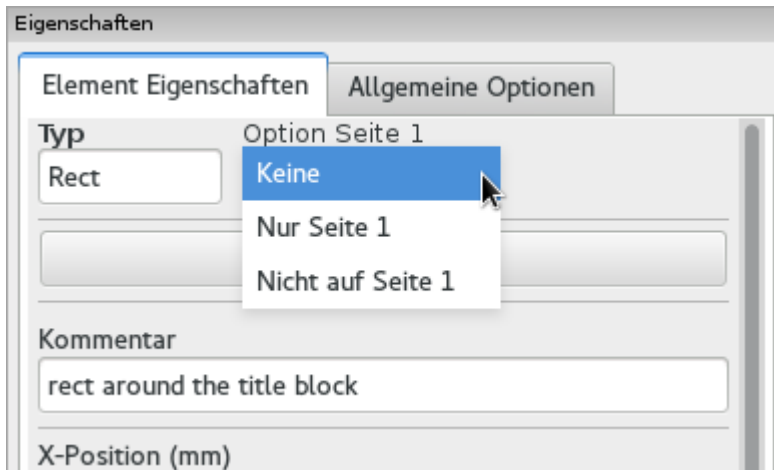 Eigenschaften
Element Eigenschaften
Allgemeine Optionen
Typ
Option Seite 1
Rect
Keine
Nur Seite 1
Nicht auf Seite 1
Kommentar
rect around the title block
X-Position (mm)